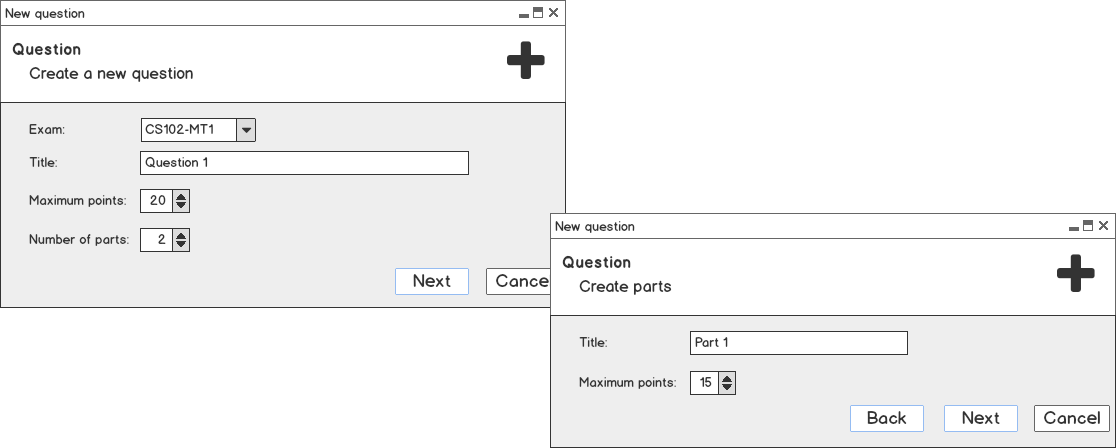 New question
Question
Create a new question
Exam: CS102-MT1
Title: Question 1
Maximum points: 20
Number of parts: 2
Next Cance
New question
Question
Create parts
Title: Part 1
Maximum points: 15
Back Next Cancel